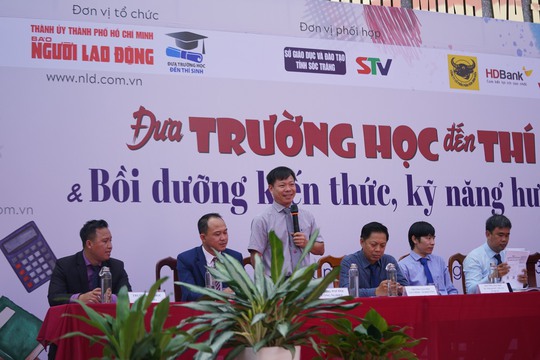 Đơn vị tổ chức
Đơn vị phối hợp
THÀNH ỦY THÀNH PHỐ HỒ CHÍ MINH
BÁO
NGƯỜI LAO ĐỘNG
www.nld.com.vn
ĐƯA TRƯỜNG HỌC
ĐẾN THÍ SINH
SỞ GIÁO DỤC VÀ ĐÀO TẠO
TỈNH SÓC TRĂNG
STV
HDBank
Đưa TRƯỜNG HỌC đến THÍ
& Bồi dưỡng kiến thức, kỹ năng hư
nld.com.vn